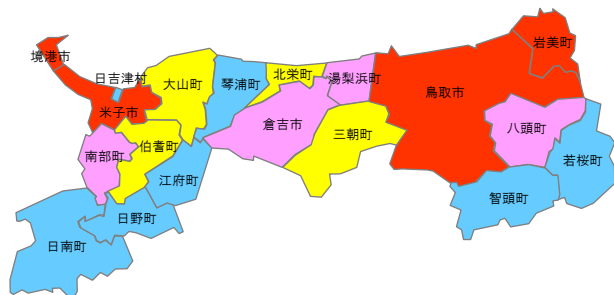 境港市
日吉津村
米子市
大山町
琴浦町
北栄町
湯梨浜町
鳥取市
岩美町
南部町
伯耆町
倉吉市
三朝町
八頭町
若桜町
江府町
智頭町
日野町
日南町